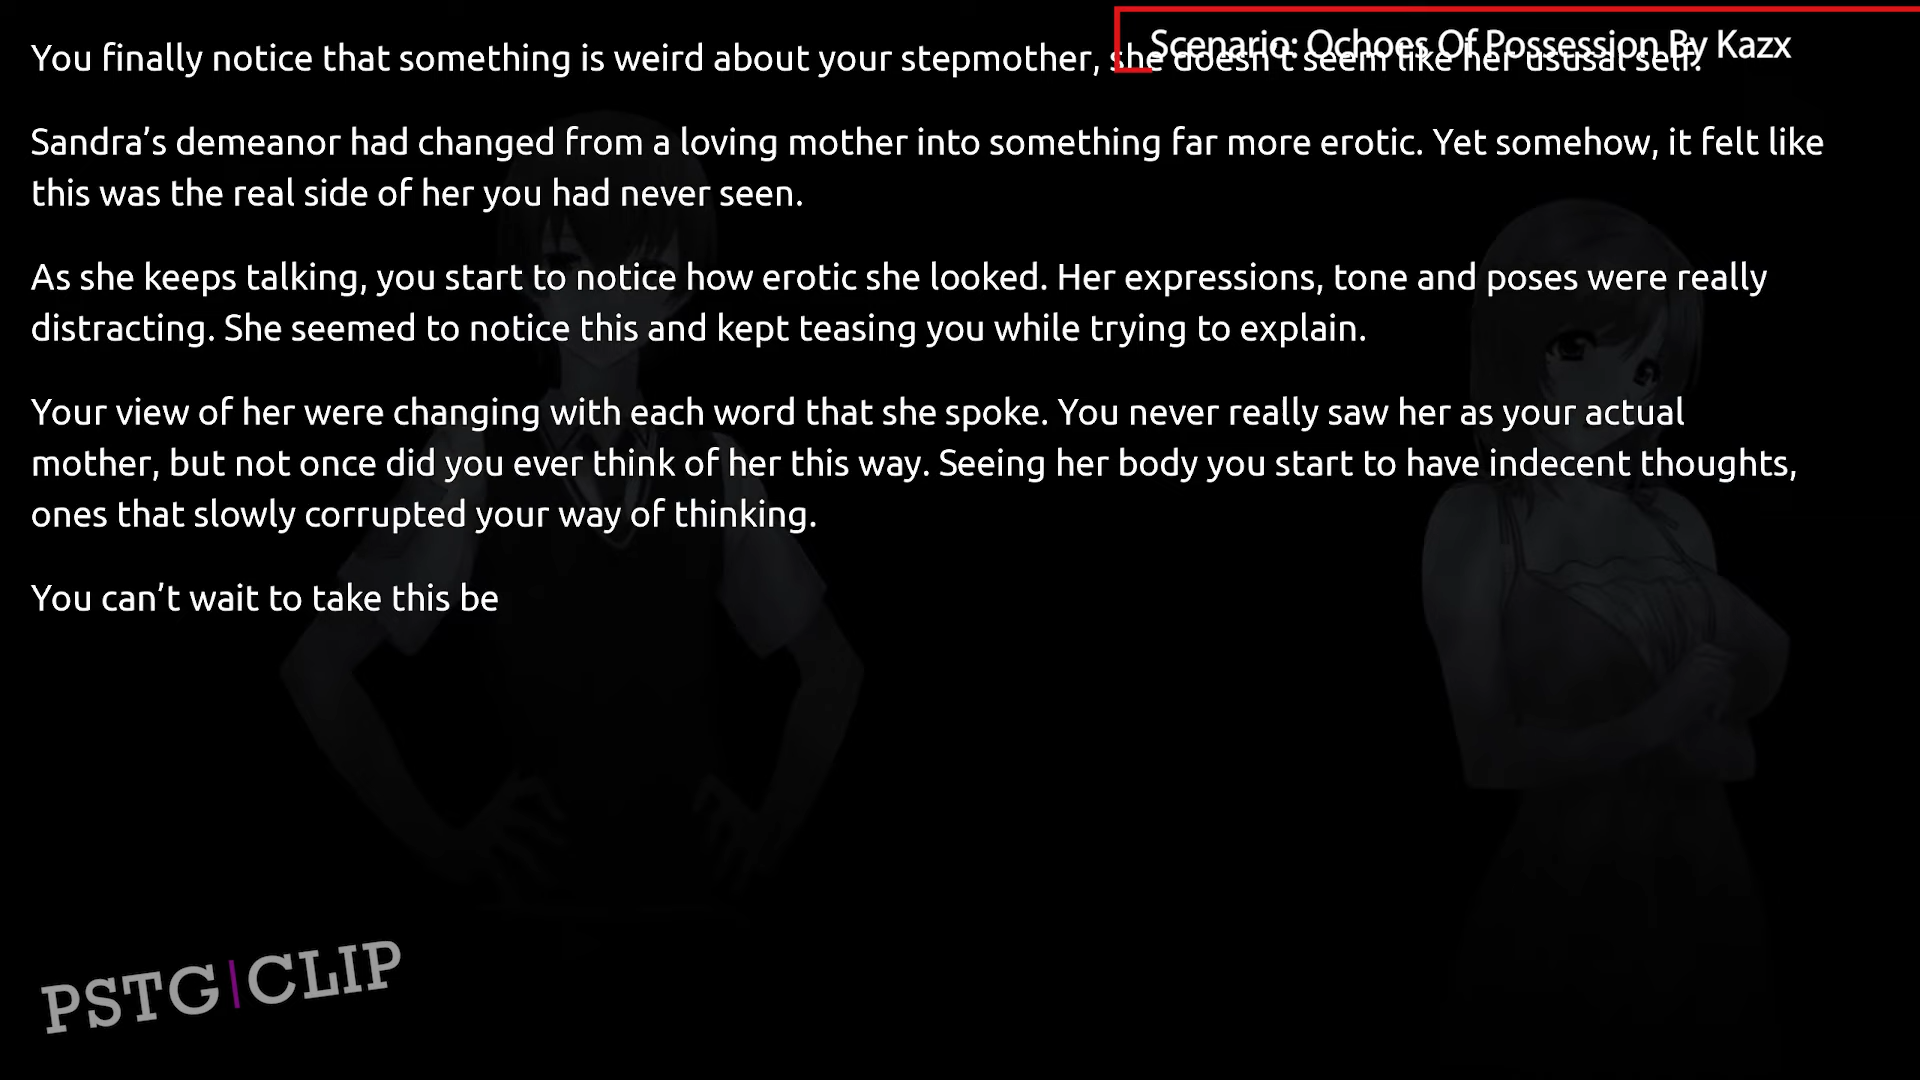 You finally notice that something is weird about your stepmother, she doesn't seem like her ususal self.
Scenario: Ochoes Of Possession By Kazx
Sandra’s demeanor had changed from a loving mother into something far more erotic. Yet somehow, it felt like
this was the real side of her you had never seen.
As she keeps talking, you start to notice how erotic she looked. Her expressions, tone and poses were really
distracting. She seemed to notice this and kept teasing you while trying to explain.
Your view of her were changing with each word that she spoke. You never really saw her as your actual
mother, but not once did you ever think of her this way. Seeing her body you start to have indecent thoughts,
ones that slowly corrupted your way of thinking.
You can’t wait to take this be
PSTG|CLIP